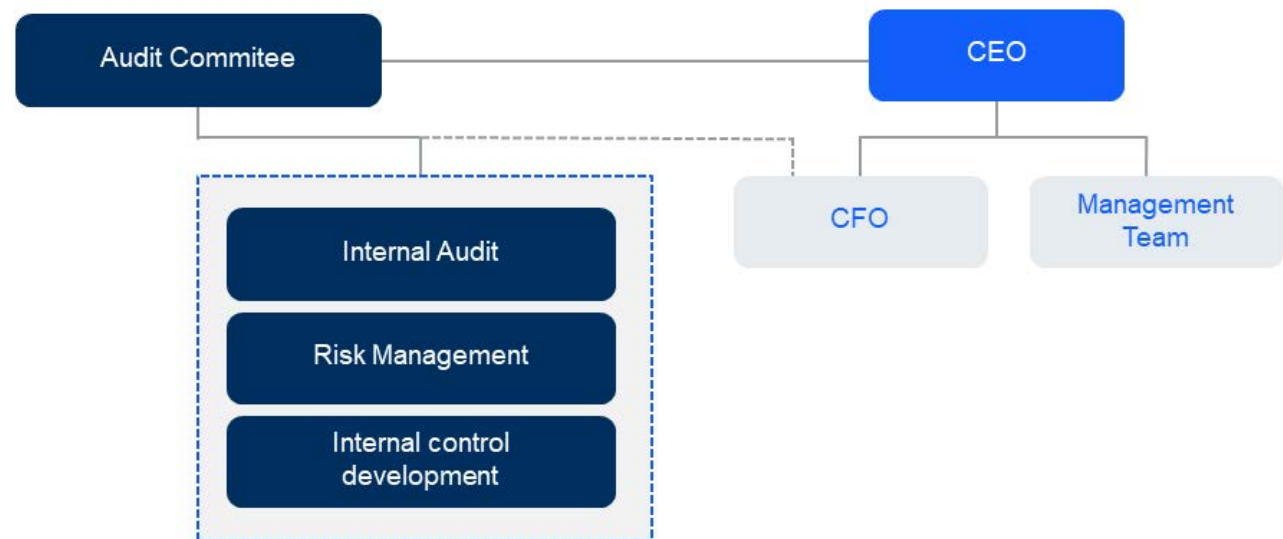 Audit Commitee
CEO
CFO
Management
Team
Internal Audit
Risk Management
Internal control
development